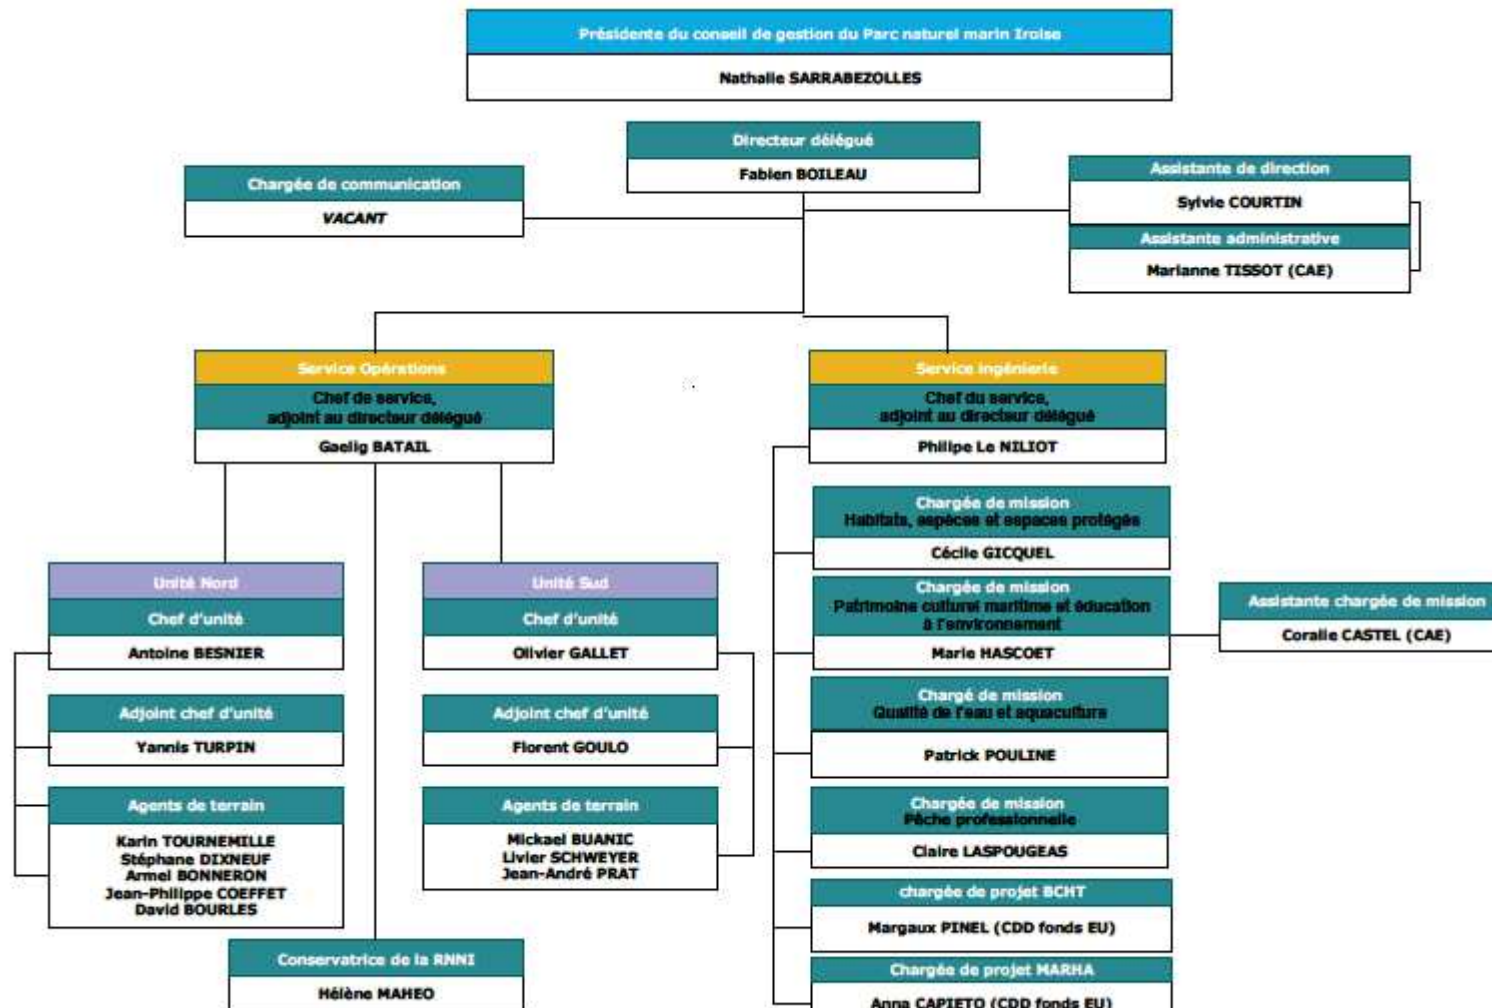 Présidente du conseil de gestion du Parc naturel marin Iroise
Nathalie SARRABEZOLLES
Directeur délégué
Fabien BOILEAU
Chargée de communication
VACANT
Assistante de direction
Sylvie COURTIN
Assistante administrative
Marianne TISSOT (CAE)
Service Opérations
Chef de service,
adjoint au directeur délégué
Gaelig BATAIL
Service Ingénierie
Chef du service,
adjoint au directeur délégué
Philipe Le NILIOT
Unité Nord
Chef d'unité
Antoine BESNIER
Adjoint chef d'unité
Yannis TURPIN
Agents de terrain
Karin TOURNEMILLE
Stéphane DIXNEUF
Armel BONNERON
Jean-Philippe COEFFET
David BOURLES
Unité Sud
Chef d'unité
Olivier GALLET
Adjoint chef d'unité
Florent GOULO
Agents de terrain
Mickael BUANIC
Livier SCHWEYER
Jean-André PRAT
Conservatrice de la RNNI
Hélène MAHEO
Chargée de mission
Habitats, espèces et espaces protégés
Cécile GICQUEL
Chargée de mission
Patrimoine culturel maritime et éducation
à l'environnement
Marie HASCOET
Assistante chargée de mission
Coralie CASTEL (CAE)
Chargé de mission
Qualité de l'eau et aquaculture
Patrick POULINE
Chargée de mission
Pêche professionnelle
Claire LASPOUGEAS
chargée de projet BCHT
Margaux PINEL (CDD fonds EU)
Chargée de projet MARHA
Anna CAPIETO (CDD fonds EU)